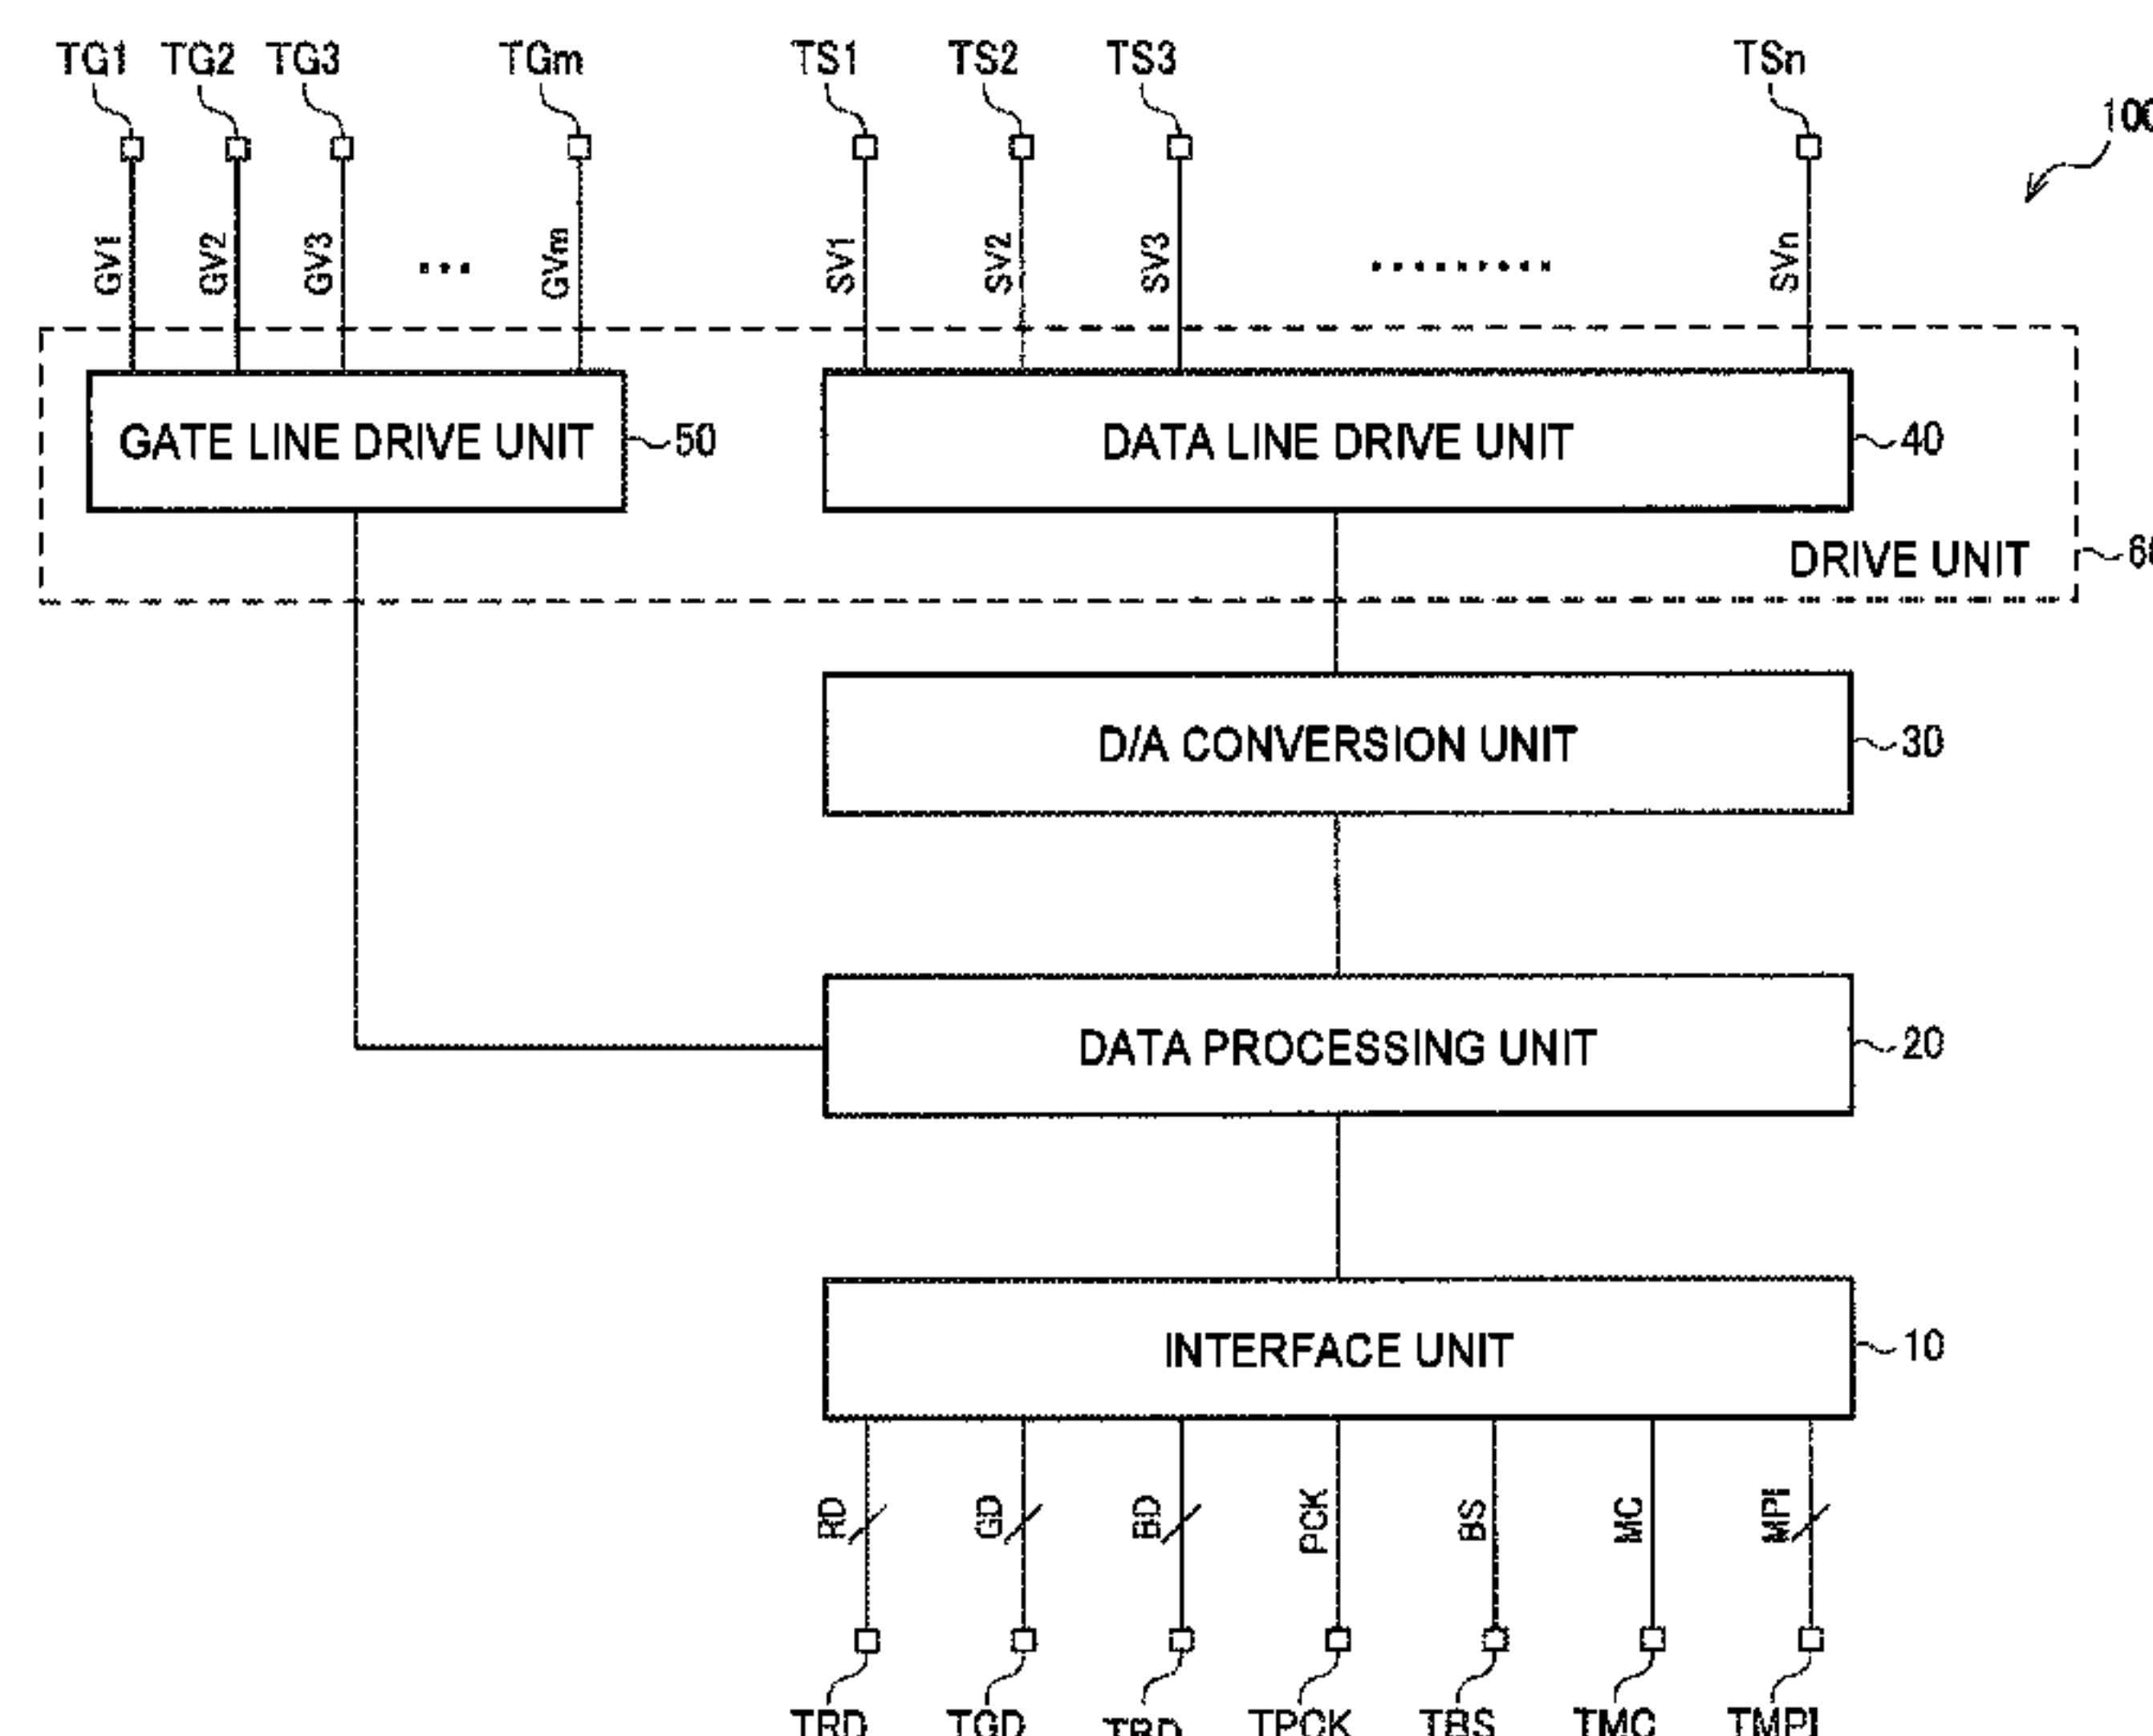 TG1 TG2 TG3 TGm TS1 TS2 TS3 TSn
100
GV1 GV2 GV3 ... GVm SV1 SV2 SV3 ......... SVn
GATE LINE DRIVE UNIT 50 DATA LINE DRIVE UNIT 40
DRIVE UNIT 60
D/A CONVERSION UNIT 30
DATA PROCESSING UNIT 20
INTERFACE UNIT 10
RD GD BD PCK BS MC MPI
TRD TGD TBD TPCK TBS TMC TMPI